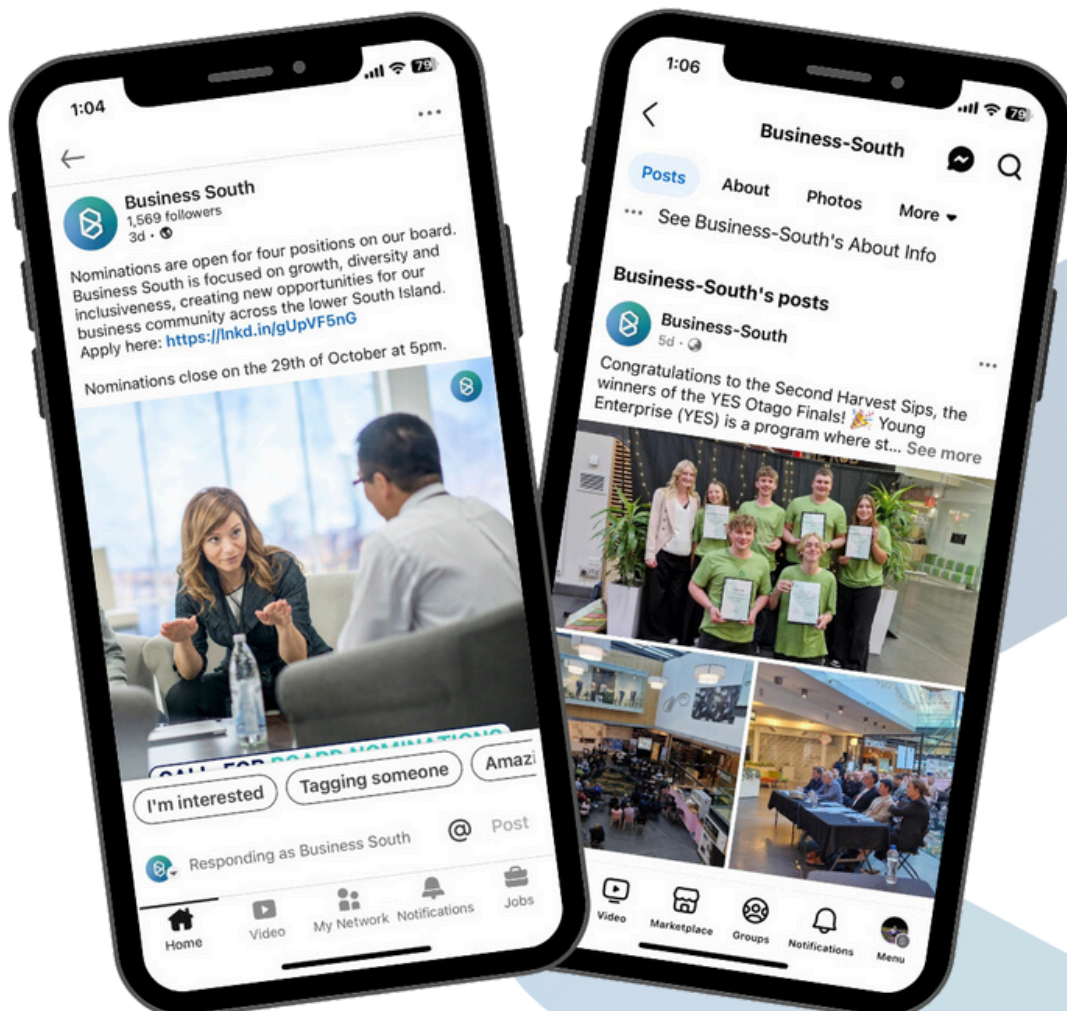 1:04
79
Business South
1,569 followers
3d
Nominations are open for four positions on our board.
Business South is focused on growth, diversity and
inclusiveness, creating new opportunities for our
business community across the lower South Island.
Apply here: https://lnkd.in/gUpVF5nG
Nominations close on the 29th of October at 5pm.
CALL FOR BOARD NOMINATIONS
I'm interested
Tagging someone
Amazi
Responding as Business South
@
Post
Home
Video
My Network
Notifications
Jobs
1:06
79
Business-South
Posts
About
Photos
More
See Business-South's About Info
Business-South's posts
Business-South
5d
Congratulations to the Second Harvest Sips, the
winners of the YES Otago Finals! 🎉 Young
Enterprise (YES) is a program where st... See more
Video
Marketplace
Groups
Notifications
Menu